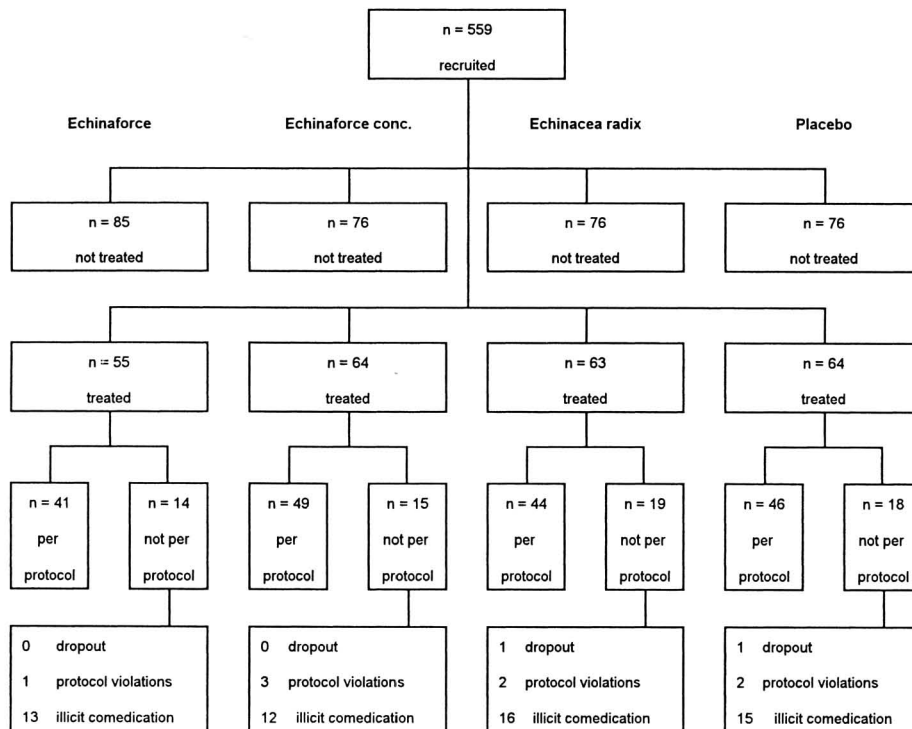 n = 559
recruited
Echinaforce
Echinaforce conc.
Echinacea radix
Placebo
n = 85
not treated
n = 76
not treated
n = 76
not treated
n = 76
not treated
n = 55
treated
n = 64
treated
n = 63
treated
n = 64
treated
n = 41
per
protocol
n = 14
not per
protocol
n = 49
per
protocol
n = 15
not per
protocol
n = 44
per
protocol
n = 19
not per
protocol
n = 46
per
protocol
n = 18
not per
protocol
0 dropout
1 protocol violations
13 illicit comedication
0 dropout
3 protocol violations
12 illicit comedication
1 dropout
2 protocol violations
16 illicit comedication
1 dropout
2 protocol violations
15 illicit comedication